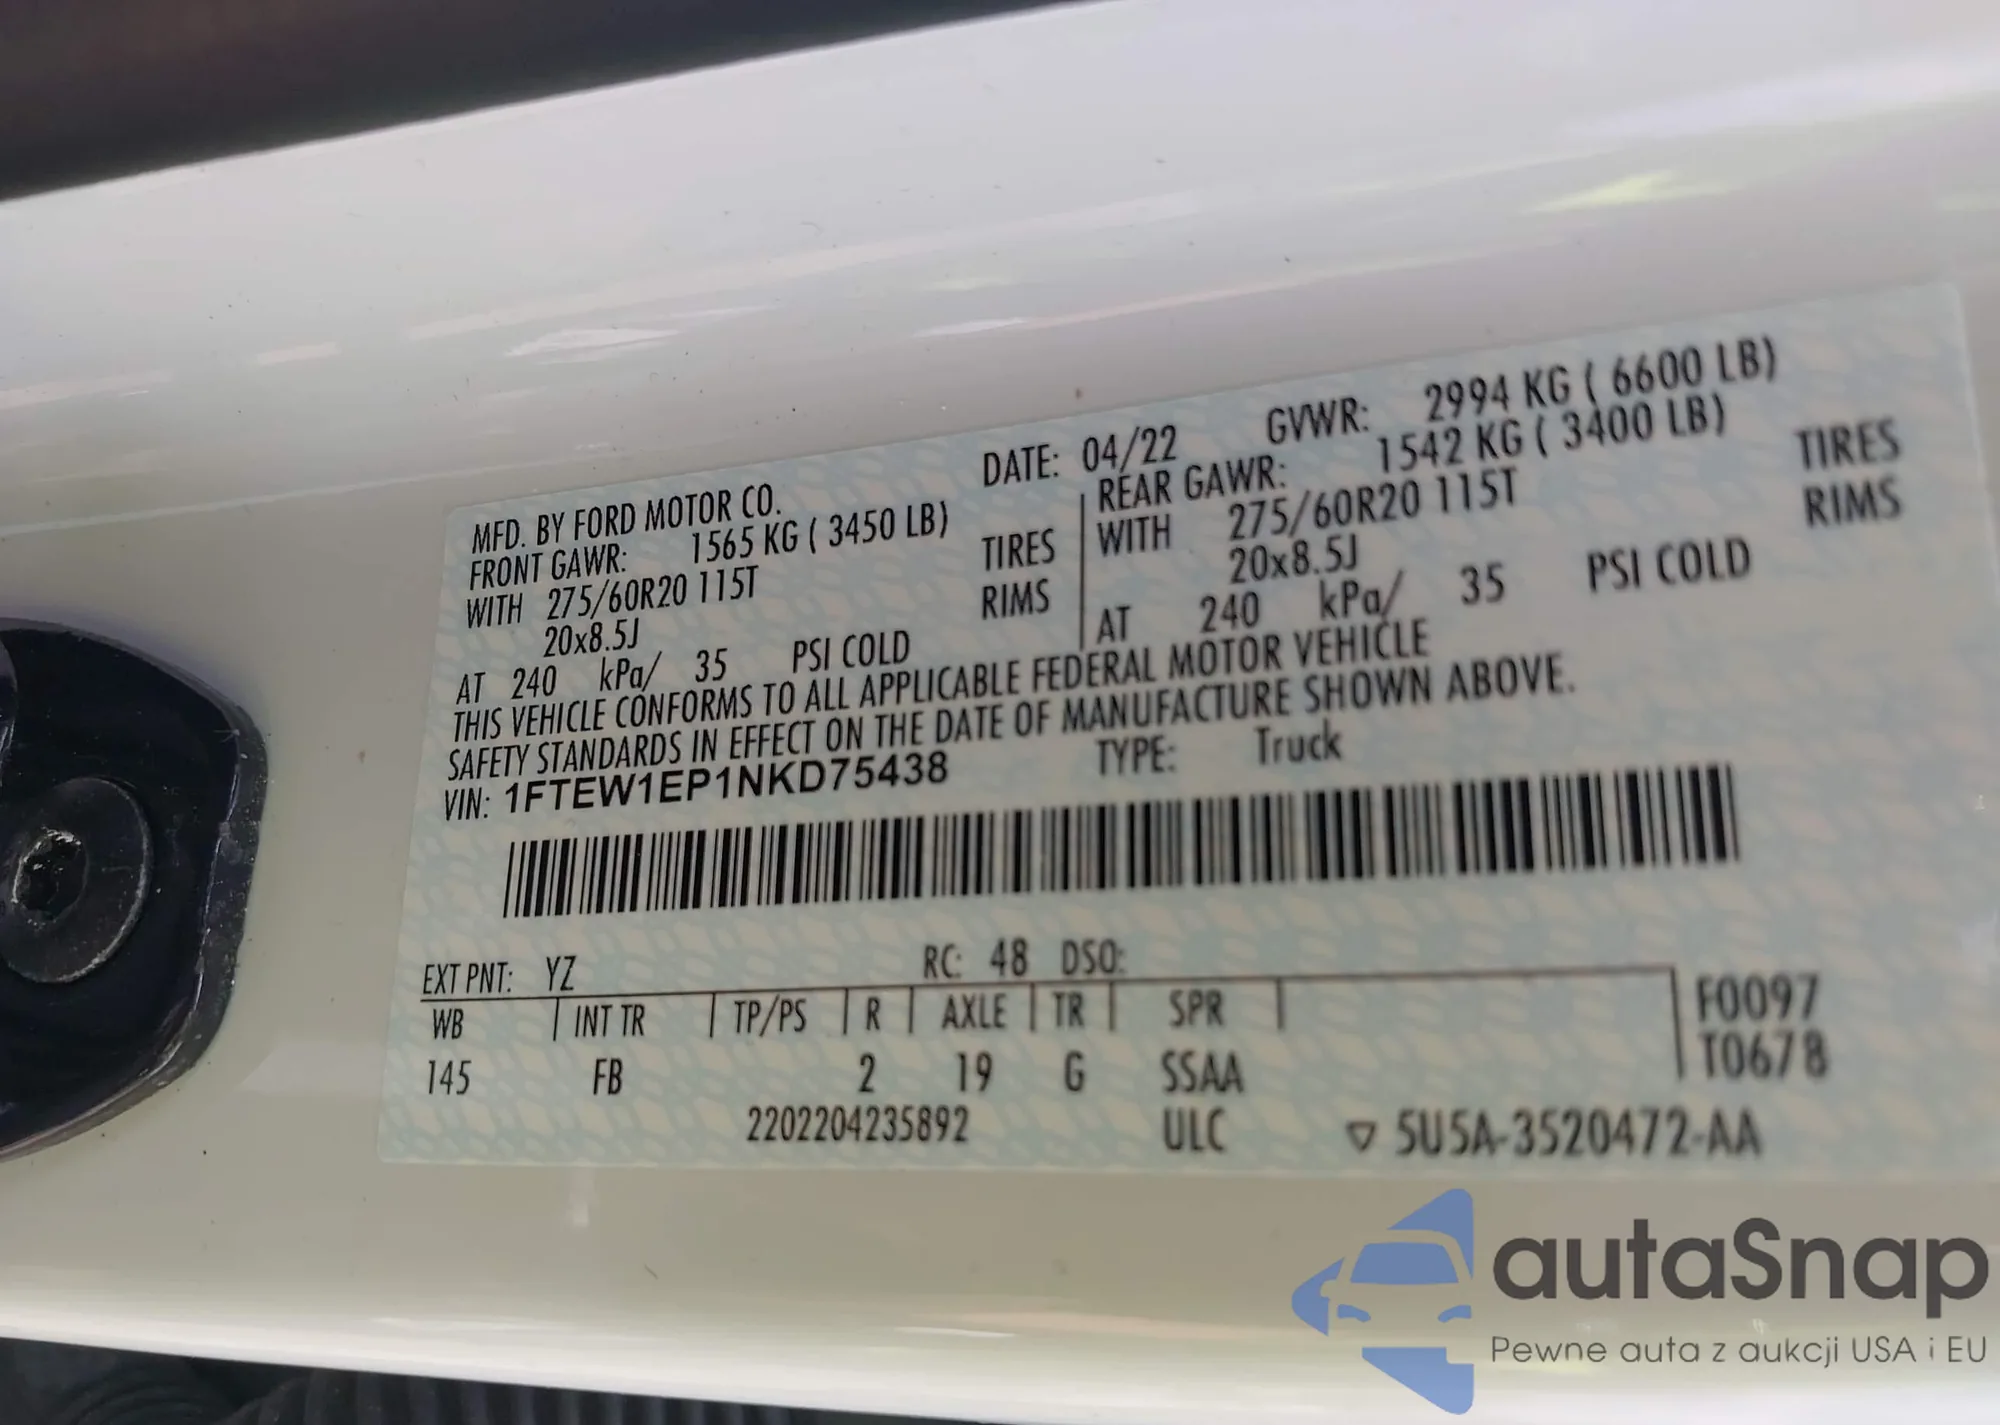 MFD. BY FORD MOTOR CO. DATE: 04/22 GVWR: 2994 KG ( 6600 LB)
FRONT GAWR: 1565 KG ( 3450 LB) REAR GAWR: 1542 KG ( 3400 LB)
WITH 275/60R20 115T TIRES WITH 275/60R20 115T TIRES
20x8.5J RIMS 20x8.5J RIMS
AT 240 kPa/ 35 PSI COLD AT 240 kPa/ 35 PSI COLD
THIS VEHICLE CONFORMS TO ALL APPLICABLE FEDERAL MOTOR VEHICLE
SAFETY STANDARDS IN EFFECT ON THE DATE OF MANUFACTURE SHOWN ABOVE.
VIN: 1FTEW1EP1NKD75438 TYPE: Truck
EXT PNT: YZ RC: 48 DSO:
WB INT TR TP/PS R AXLE TR SPR F0097
145 FB 2 19 G SSAA T0678
2202204235892 ULC ▽ 5U5A-3520472-AA
autaSnap
Pewne auta z aukcji USA i EU